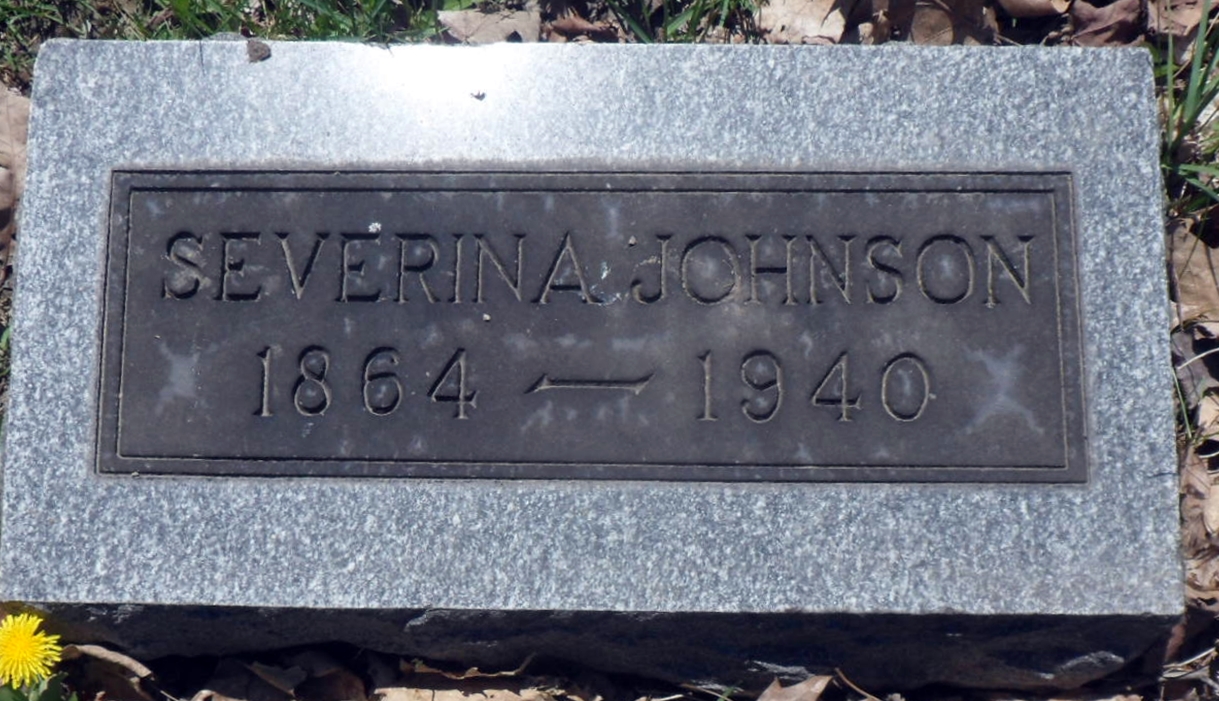 SEVERINA JOHNSON
1864 — 1940